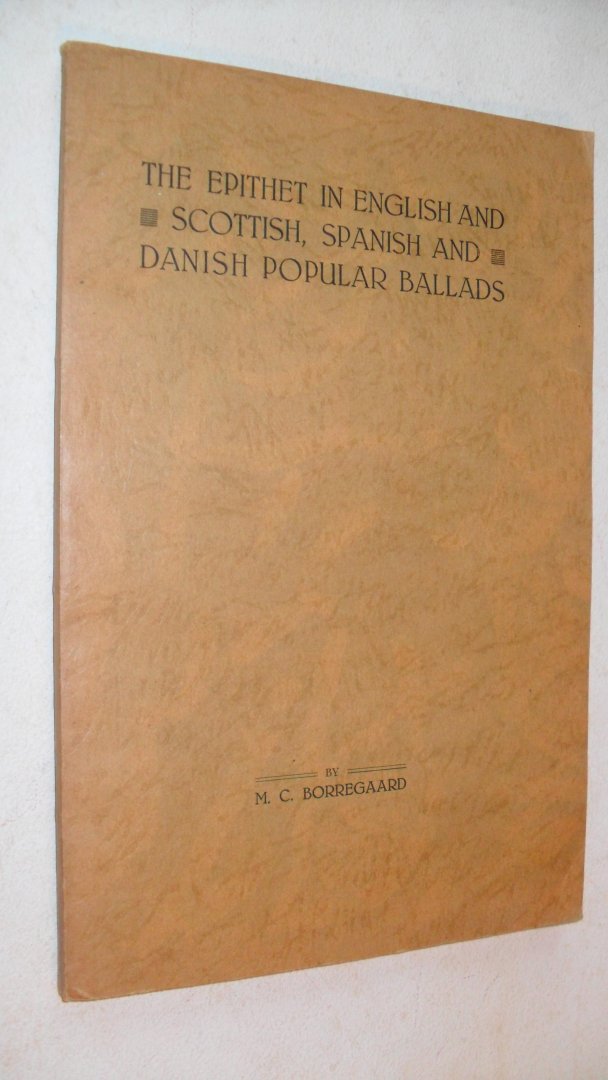 THE EPITHET IN ENGLISH AND
SCOTTISH, SPANISH AND
DANISH POPULAR BALLADS
BY
M. C. BORREGAARD